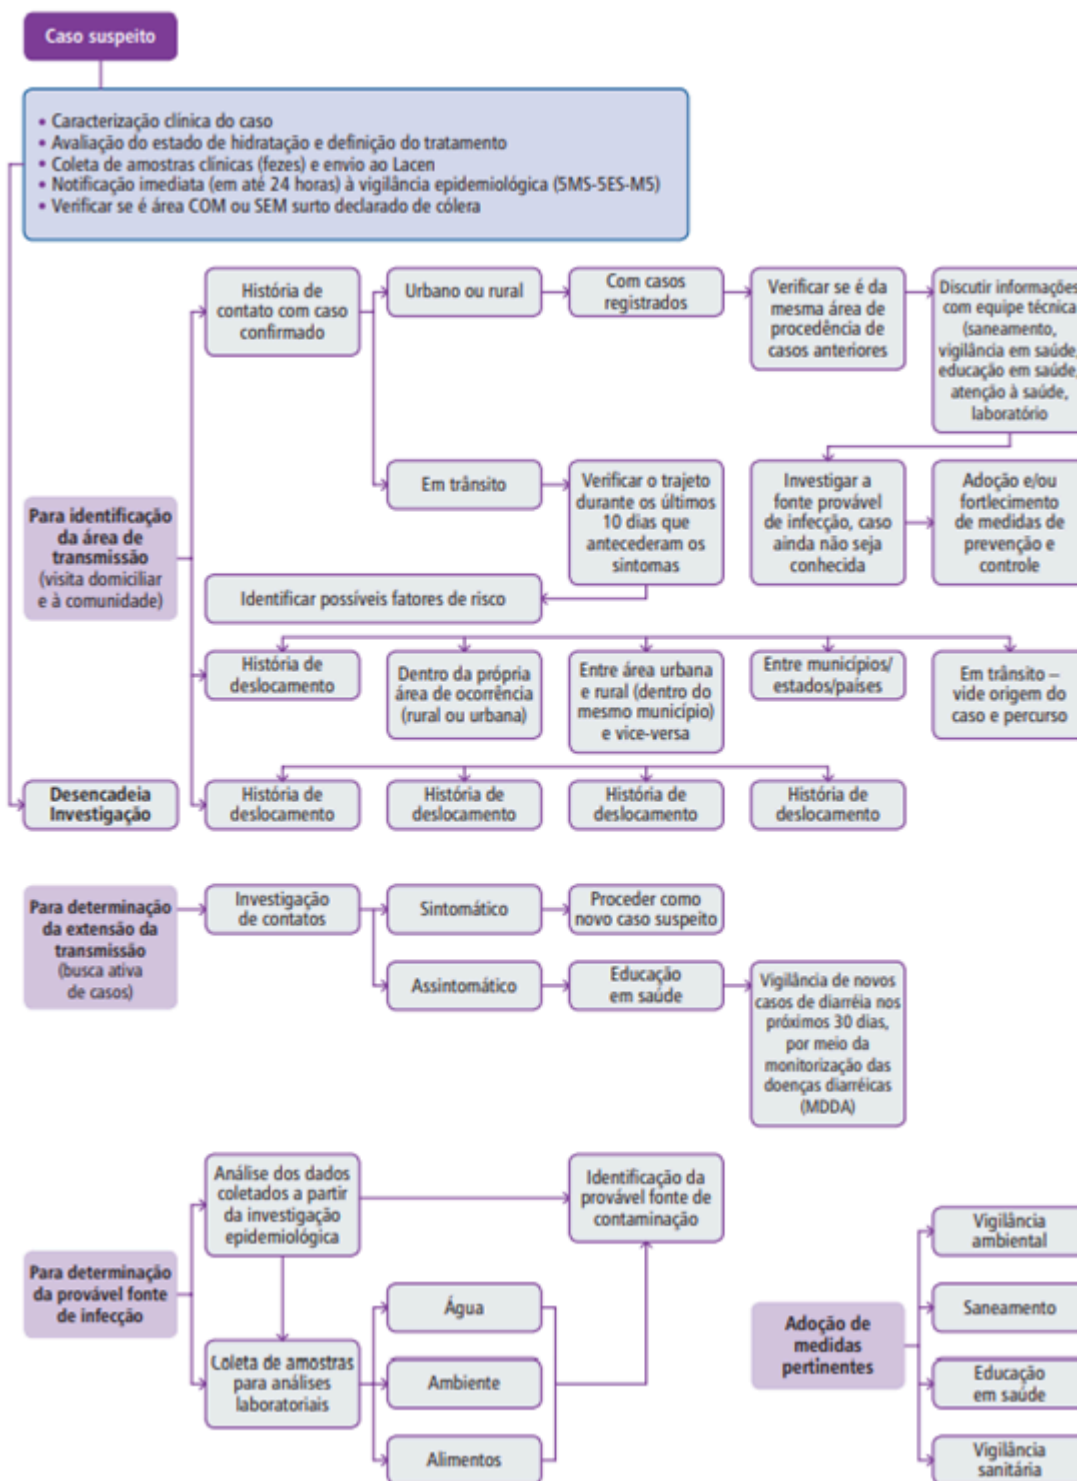 Caso suspeito
• Caracterização clínica do caso
• Avaliação do estado de hidratação e definição do tratamento
• Coleta de amostras clínicas (fezes) e envio ao Lacen
• Notificação imediata (em até 24 horas) à vigilância epidemiológica (5MS-5ES-M5)
• Verificar se é área COM ou SEM surto declarado de cólera
História de
contato com caso
confirmado
Urbano ou rural
Com casos
registrados
Verificar se é da
mesma área de
procedência de
casos anteriores
Discutir informações
com equipe técnica
(saneamento,
vigilância em saúde,
educação em saúde,
atenção à saúde,
laboratório
Para identificação
da área de
transmissão
(visita domiciliar
e à comunidade)
Em trânsito
Verificar o trajeto
durante os últimos
10 dias que
antecederam os
sintomas
Investigar a
fonte provável
de infecção, caso
ainda não seja
conhecida
Adoção e/ou
fortlecimento
de medidas de
prevenção e
controle
Identificar possíveis fatores de risco
História de
deslocamento
Dentro da própria
área de ocorrência
(rural ou urbana)
Entre área urbana
e rural (dentro do
mesmo município)
e vice-versa
Entre municípios/
estados/países
Em trânsito –
vide origem do
caso e percurso
Desencadeia
Investigação
História de
deslocamento
História de
deslocamento
História de
deslocamento
História de
deslocamento
Para determinação
da extensão da
transmissão
(busca ativa
de casos)
Investigação
de contatos
Sintomático
Proceder como
novo caso suspeito
Assintomático
Educação
em saúde
Vigilância de novos
casos de diarréia nos
próximos 30 dias,
por meio da
monitorização das
doenças diarréicas
(MDDA)
Para determinação
da provável fonte
de infecção
Análise dos dados
coletados a partir
da investigação
epidemiológica
Identificação da
provável fonte de
contaminação
Coleta de amostras
para análises
laboratoriais
Água
Ambiente
Alimentos
Adoção de
medidas
pertinentes
Vigilância
ambiental
Saneamento
Educação
em saúde
Vigilância
sanitária